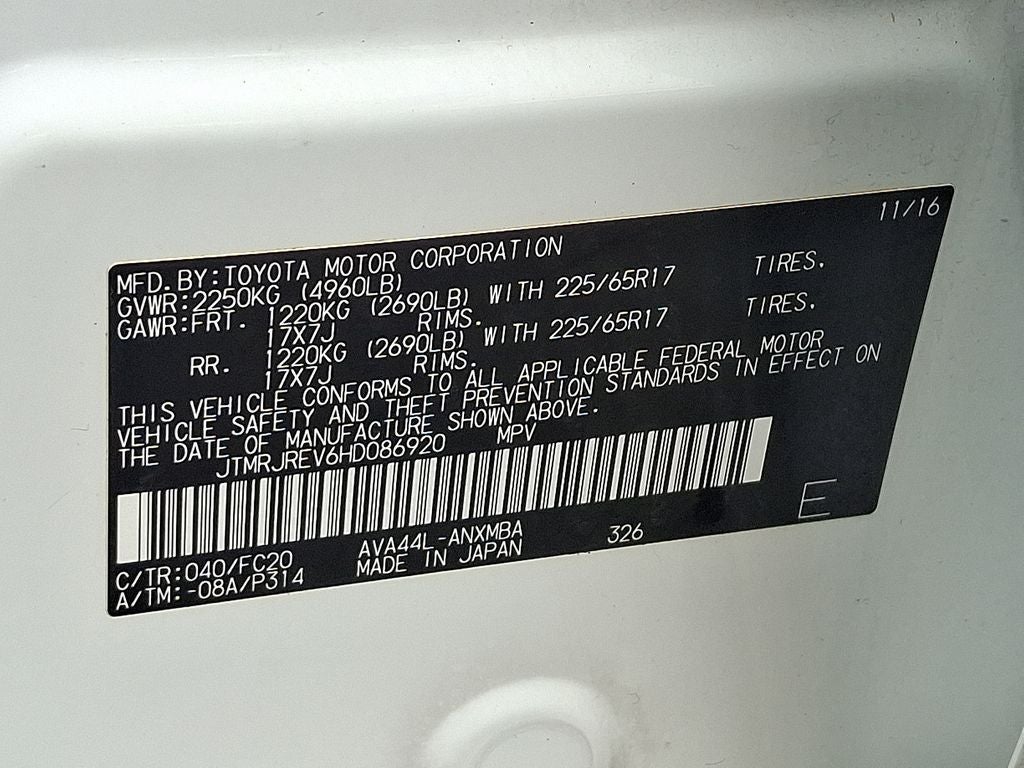 11/16
MFD. BY: TOYOTA MOTOR CORPORATION
GVWR: 2250KG (4960LB)
GAWR: FRT. 1220KG (2690LB) WITH 225/65R17 TIRES.
17X7J RIMS.
RR. 1220KG (2690LB) WITH 225/65R17 TIRES.
17X7J RIMS.
THIS VEHICLE CONFORMS TO ALL APPLICABLE FEDERAL MOTOR
VEHICLE SAFETY AND THEFT PREVENTION STANDARDS IN EFFECT ON
THE DATE OF MANUFACTURE SHOWN ABOVE.
JTMRJREV6HD086920 MPV
E
C/TR: 040/FC20 AVA44L-ANXMBA 326
A/TM: -08A/P314 MADE IN JAPAN